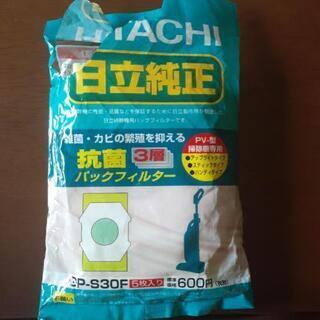 HITACHI
日立純正
雑菌・カビの繁殖を抑える
抗菌 3層
パックフィルター
PV-型
掃除機専用
●アップライトタイプ
●スティックタイプ
●ハンディタイプ
GP-S30F 5枚入り 600円